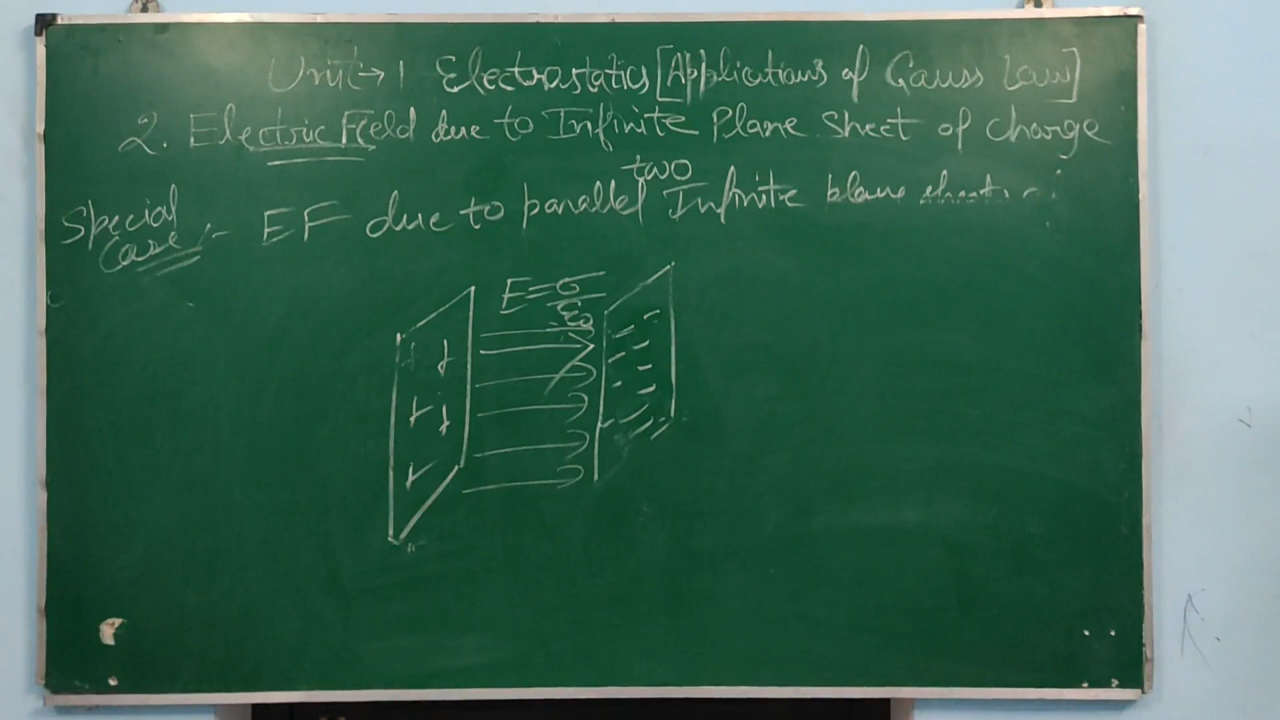 Unit → 1 Electrostatics [Applications of Gauss Law]
2. Electric Field due to Infinite Plane Sheet of charge
two
Special Case :- EF due to parallel Infinite plane sheets
E = σ/ε₀
+ +
+ +
+